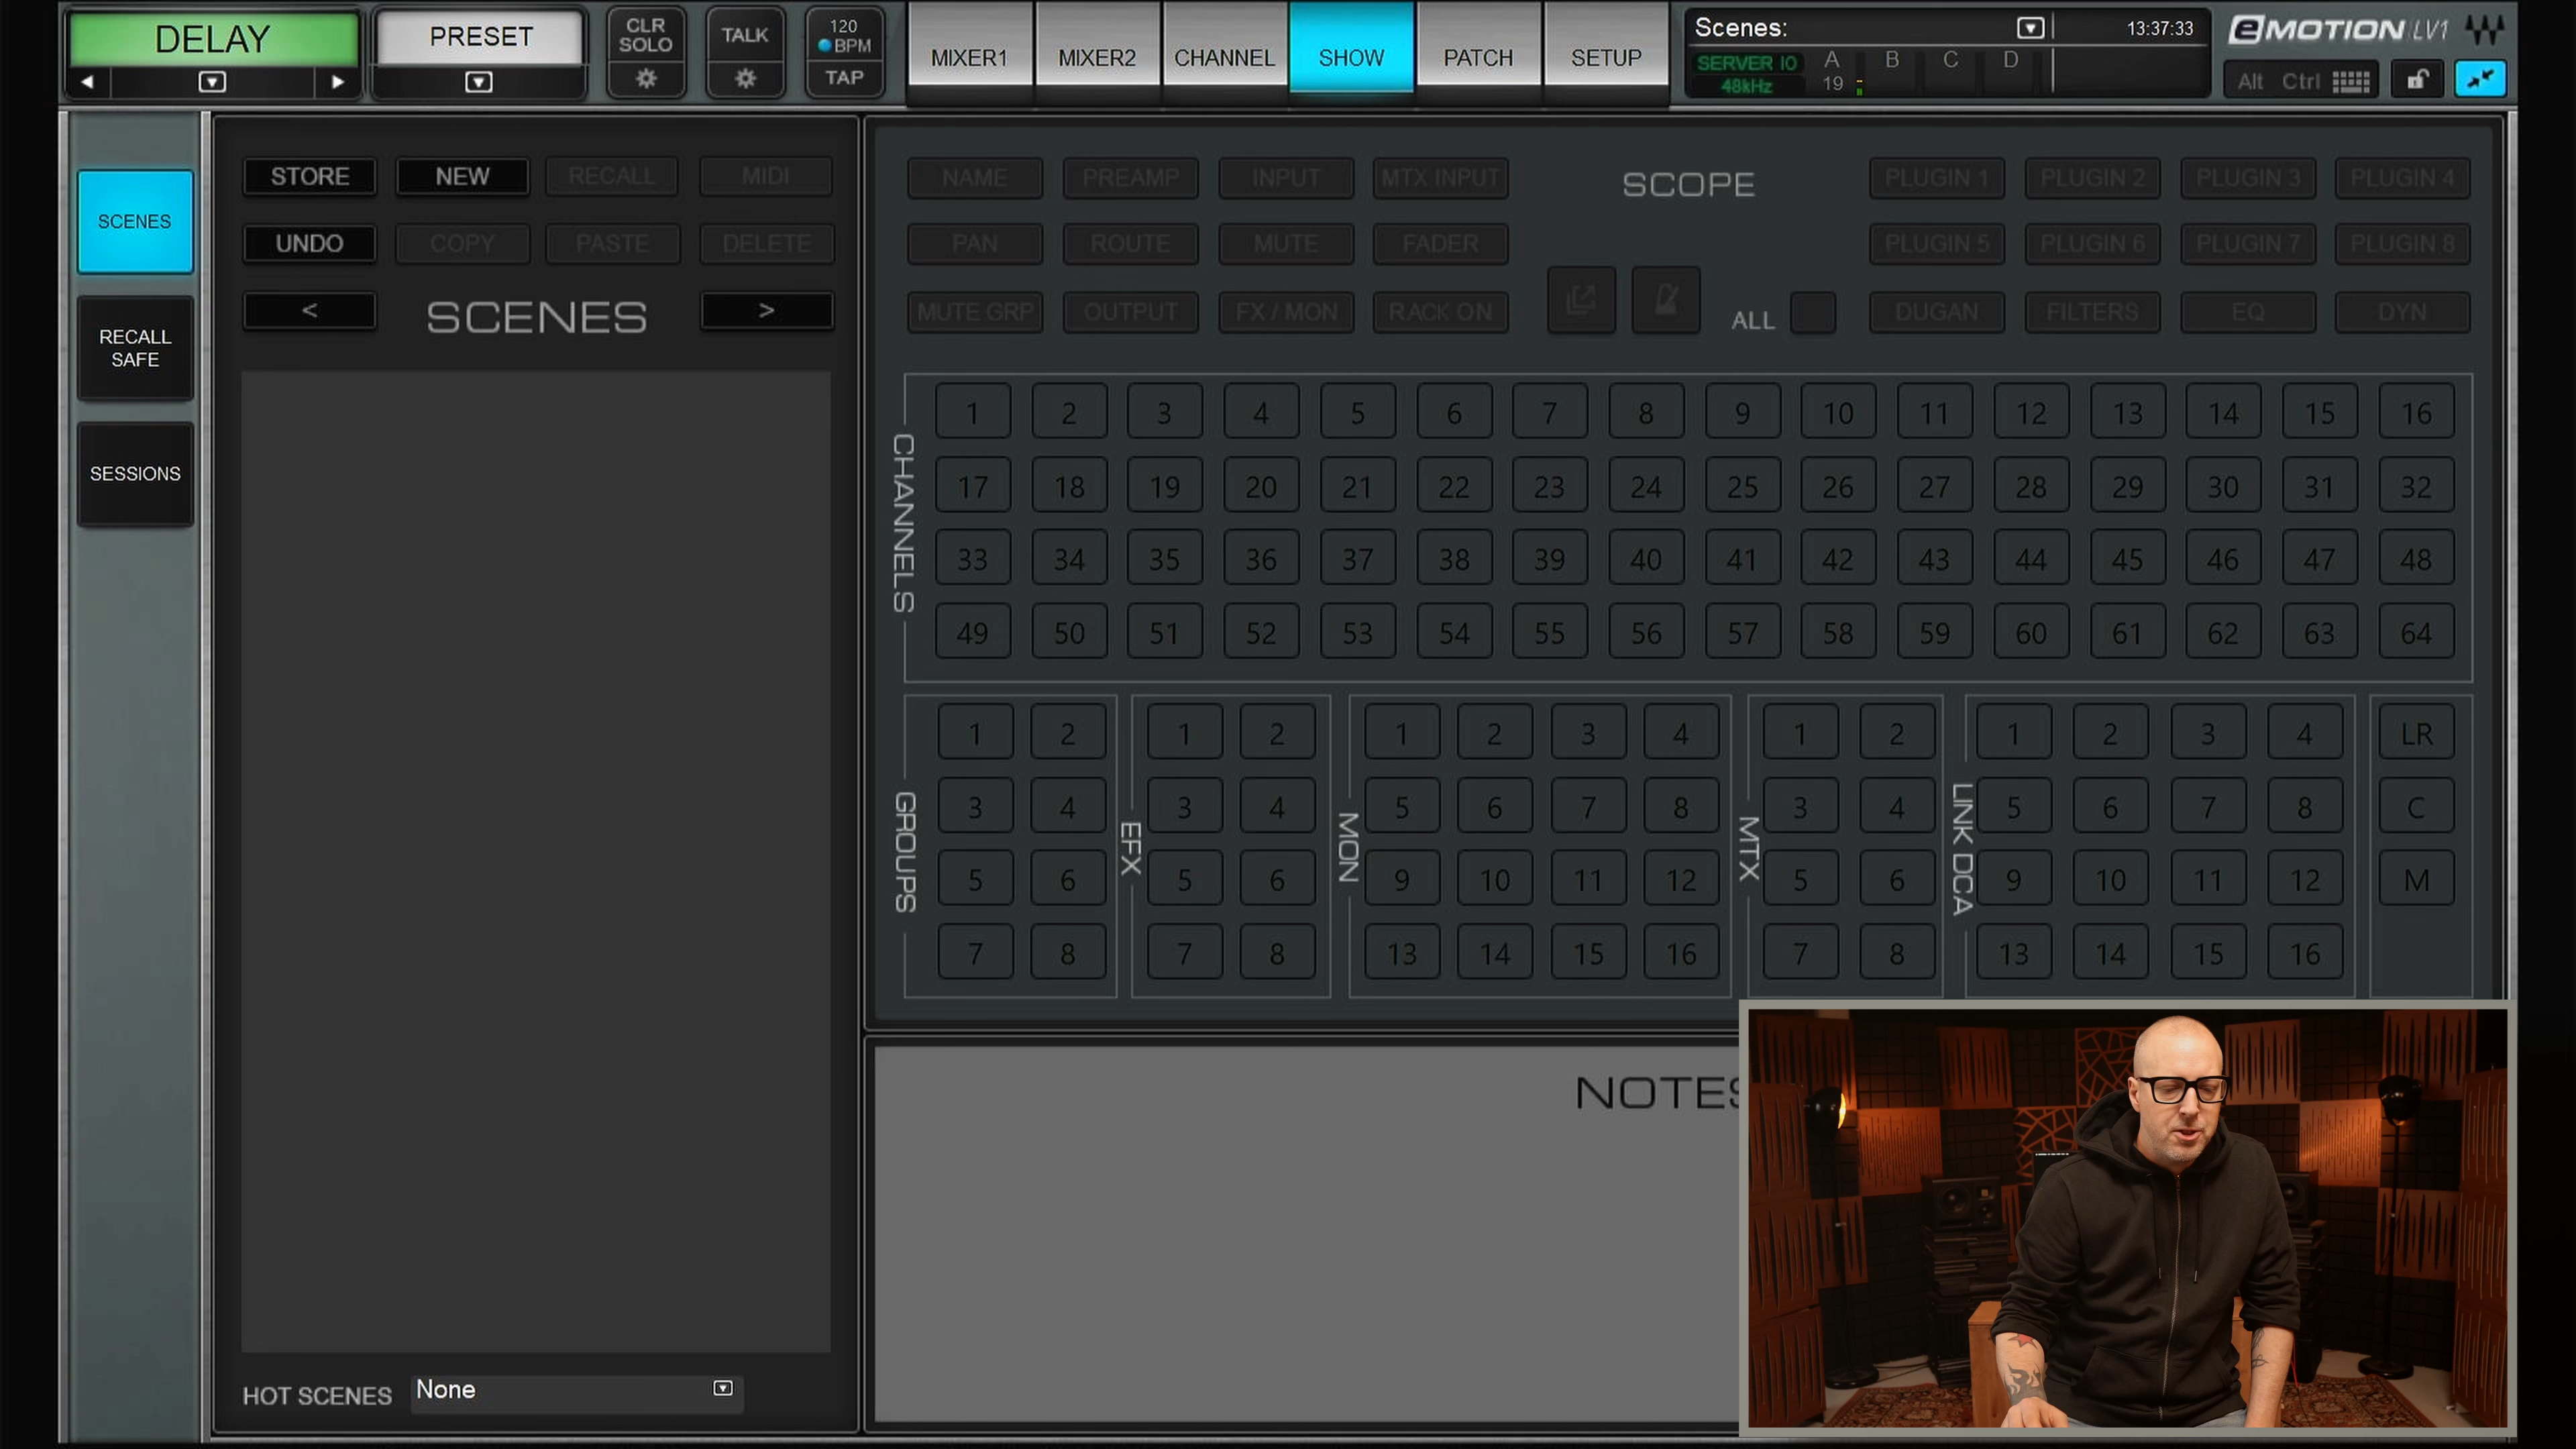 DELAY
PRESET
CLR
SOLO
TALK
120
BPM
TAP
MIXER1
MIXER2
CHANNEL
SHOW
PATCH
SETUP
Scenes:
13:37:33
SERVER IO
48kHz
A
19
B
C
D
eMOTION LV1
Alt
Ctrl
SCENES
RECALL
SAFE
SESSIONS
STORE
NEW
RECALL
MIDI
UNDO
COPY
PASTE
DELETE
<
SCENES
>
HOT SCENES
None
NAME
PREAMP
INPUT
MTX INPUT
SCOPE
PLUGIN 1
PLUGIN 2
PLUGIN 3
PLUGIN 4
PAN
ROUTE
MUTE
FADER
PLUGIN 5
PLUGIN 6
PLUGIN 7
PLUGIN 8
MUTE GRP
OUTPUT
FX / MON
RACK ON
ALL
DUGAN
FILTERS
EQ
DYN
CHANNELS
1 2 3 4 5 6 7 8 9 10 11 12 13 14 15 16
17 18 19 20 21 22 23 24 25 26 27 28 29 30 31 32
33 34 35 36 37 38 39 40 41 42 43 44 45 46 47 48
49 50 51 52 53 54 55 56 57 58 59 60 61 62 63 64
GROUPS
1 2
3 4
5 6
7 8
EFX
1 2
3 4
5 6
7 8
MON
1 2 3 4
5 6 7 8
9 10 11 12
13 14 15 16
MTX
1 2
3 4
5 6
7 8
LINK DCA
1 2 3 4
5 6 7 8
9 10 11 12
13 14 15 16
LR
C
M
NOTES